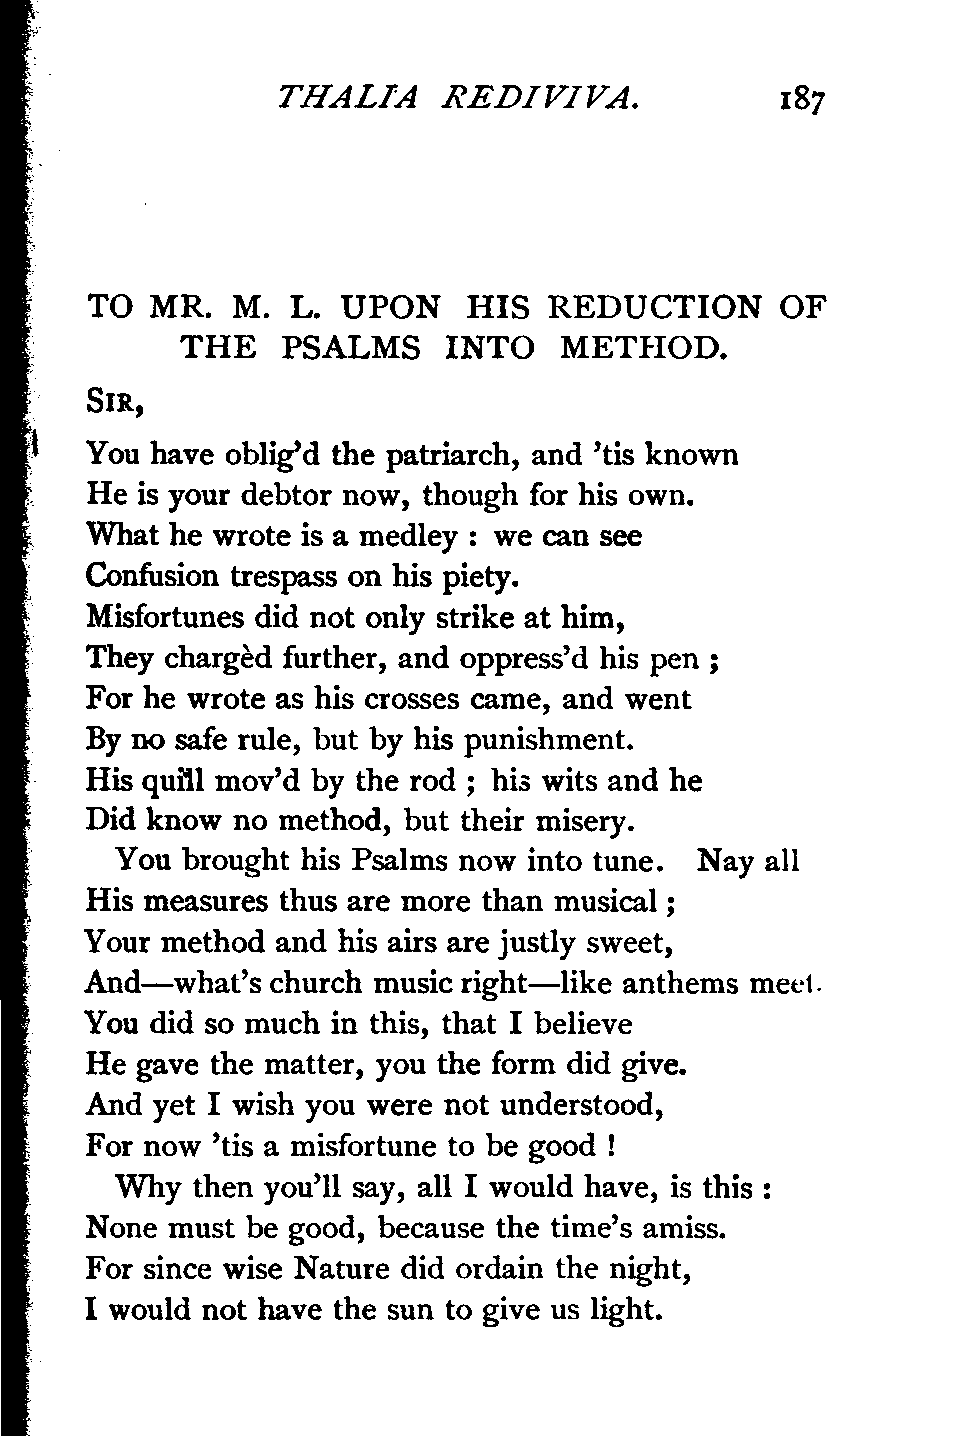 THALIA REDIVIVA. 187
TO MR. M. L. UPON HIS REDUCTION OF
THE PSALMS INTO METHOD.
SIR,
You have oblig’d the patriarch, and ’tis known
He is your debtor now, though for his own.
What he wrote is a medley : we can see
Confusion trespass on his piety.
Misfortunes did not only strike at him,
They chargèd further, and oppress’d his pen ;
For he wrote as his crosses came, and went
By no safe rule, but by his punishment.
His quill mov’d by the rod ; his wits and he
Did know no method, but their misery.
You brought his Psalms now into tune. Nay all
His measures thus are more than musical ;
Your method and his airs are justly sweet,
And—what’s church music right—like anthems meet.
You did so much in this, that I believe
He gave the matter, you the form did give.
And yet I wish you were not understood,
For now ’tis a misfortune to be good !
Why then you’ll say, all I would have, is this :
None must be good, because the time’s amiss.
For since wise Nature did ordain the night,
I would not have the sun to give us light.